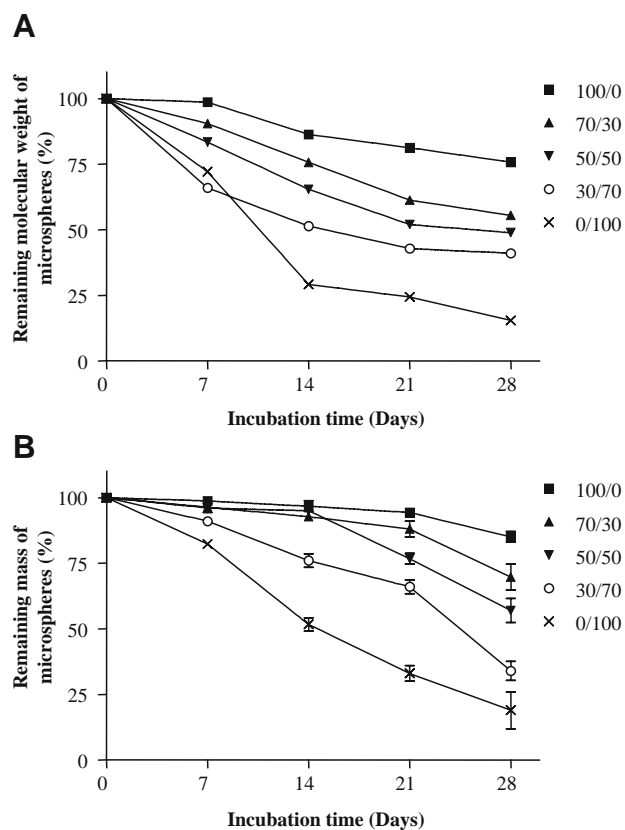 A
Remaining molecular weight of
microspheres (%)
100
75
50
25
0
0 7 14 21 28
Incubation time (Days)
100/0
70/30
50/50
30/70
0/100
B
Remaining mass of
microspheres (%)
100
75
50
25
0
0 7 14 21 28
Incubation time (Days)
100/0
70/30
50/50
30/70
0/100